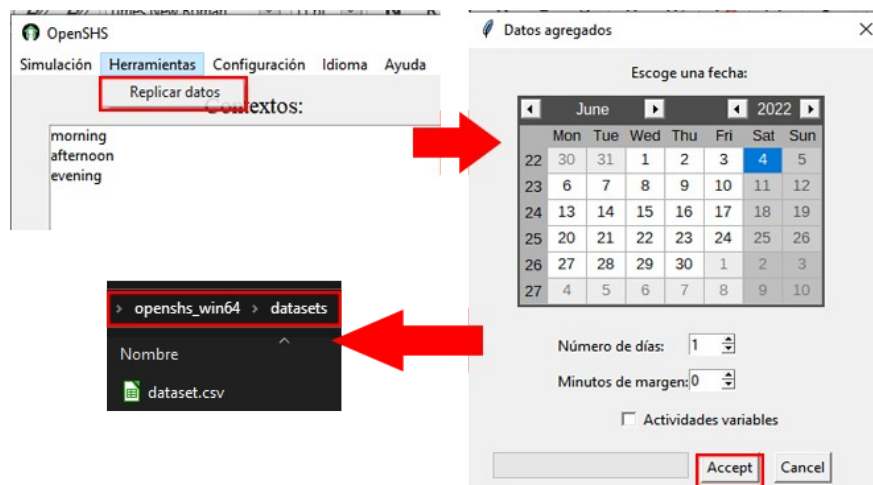 Times New Roman
OpenSHS
Simulación Herramientas Configuración Idioma Ayuda
Replicar datos
Contextos:
morning
afternoon
evening
Datos agregados
Escoge una fecha:
June 2022
Mon Tue Wed Thu Fri Sat Sun
22 30 31 1 2 3 4 5
23 6 7 8 9 10 11 12
24 13 14 15 16 17 18 19
25 20 21 22 23 24 25 26
26 27 28 29 30 1 2 3
27 4 5 6 7 8 9 10
Número de días: 1
Minutos de margen: 0
Actividades variables
Accept Cancel
> openshs_win64 > datasets
Nombre
dataset.csv